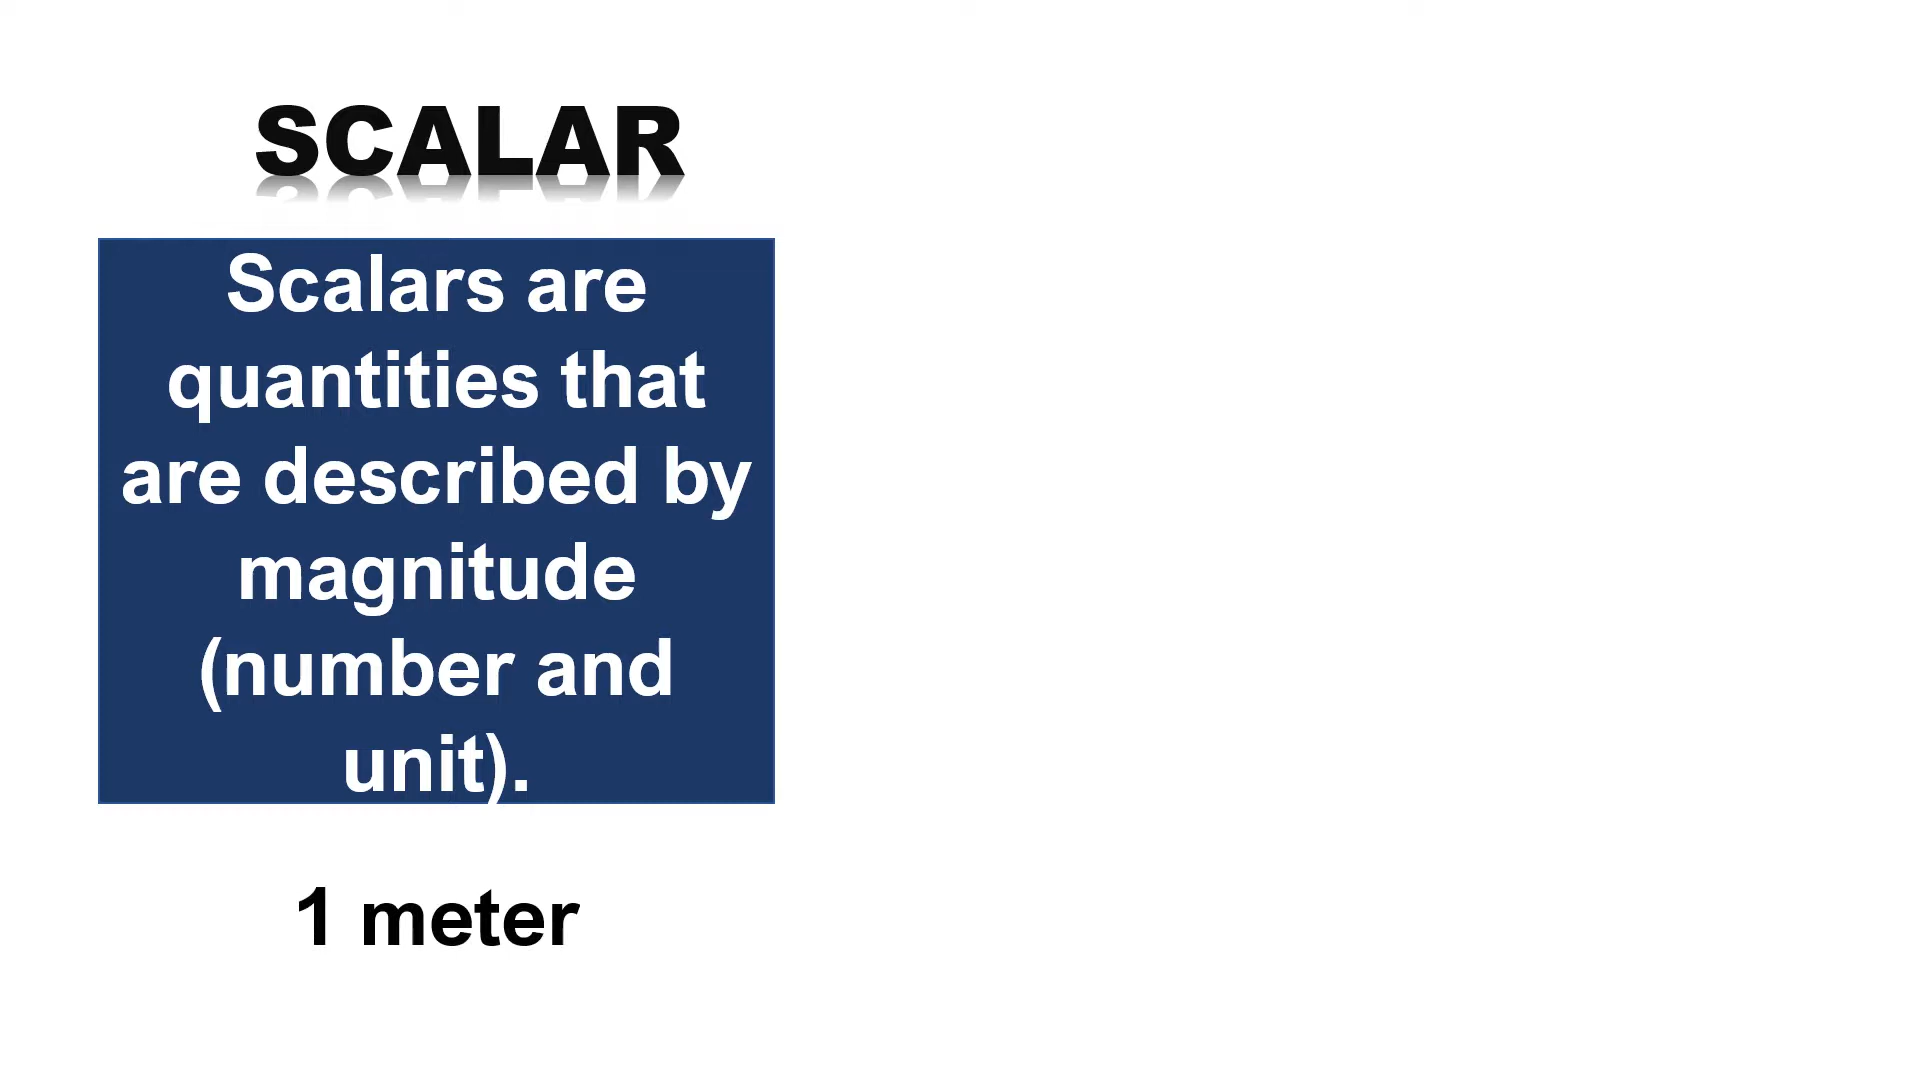 SCALAR
Scalars are
quantities that
are described by
magnitude
(number and
unit).
1 meter